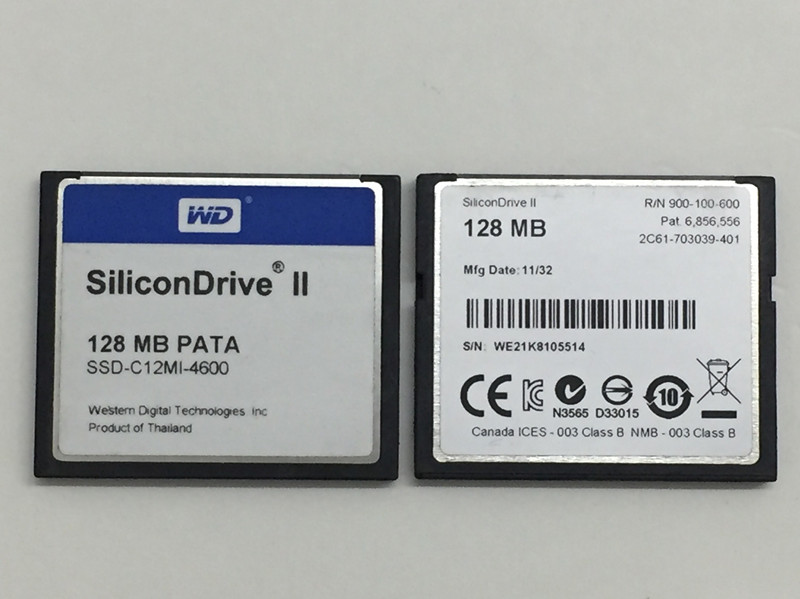 WD®
SiliconDrive® II
128 MB PATA
SSD-C12MI-4600
Western Digital Technologies Inc
Product of Thailand
SiliconDrive II
R/N 900-100-600
128 MB
Pat. 6,856,556
2C61-703039-401
Mfg Date: 11/32
S/N: WE21K8105514
CE
N3565
D33015
10
Canada ICES - 003 Class B NMB - 003 Class B